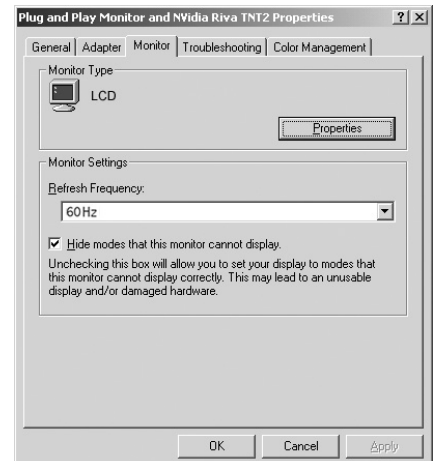 Plug and Play Monitor and NVidia Riva TNT2 Properties
General Adapter Monitor Troubleshooting Color Management
Monitor Type
LCD
Properties
Monitor Settings
Refresh Frequency:
60Hz
Hide modes that this monitor cannot display.
Unchecking this box will allow you to set your display to modes that
this monitor cannot display correctly. This may lead to an unusable
display and/or damaged hardware.
OK Cancel Apply